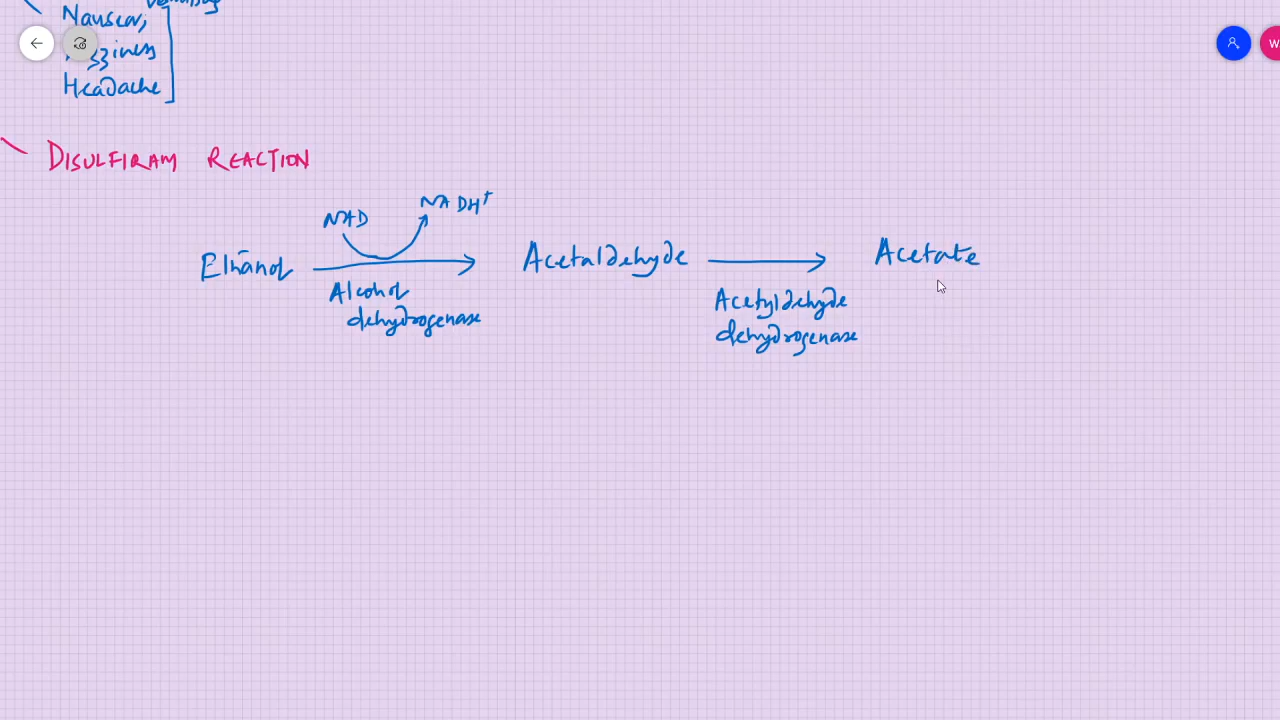 Nausea,
Headache
DISULFIRAM REACTION
NAD NADH+
Ethanol Acetaldehyde Acetate
Alcohol
dehydrogenase
Acetyldehyde
dehydrogenase
W